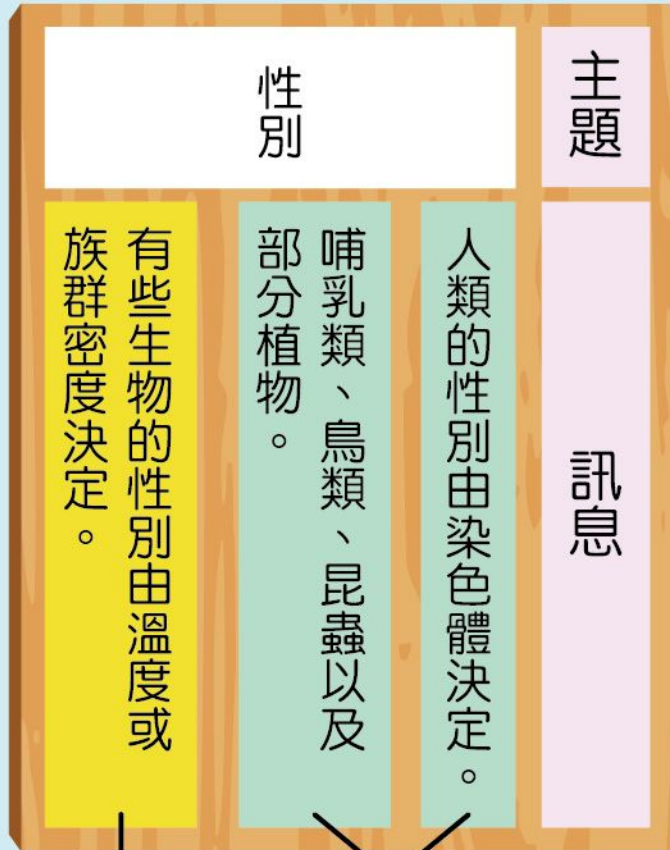 主題
訊息
性別
人類的性別由染色體決定。
哺乳類、鳥類、昆蟲以及
部分植物。
有些生物的性別由溫度或
族群密度決定。